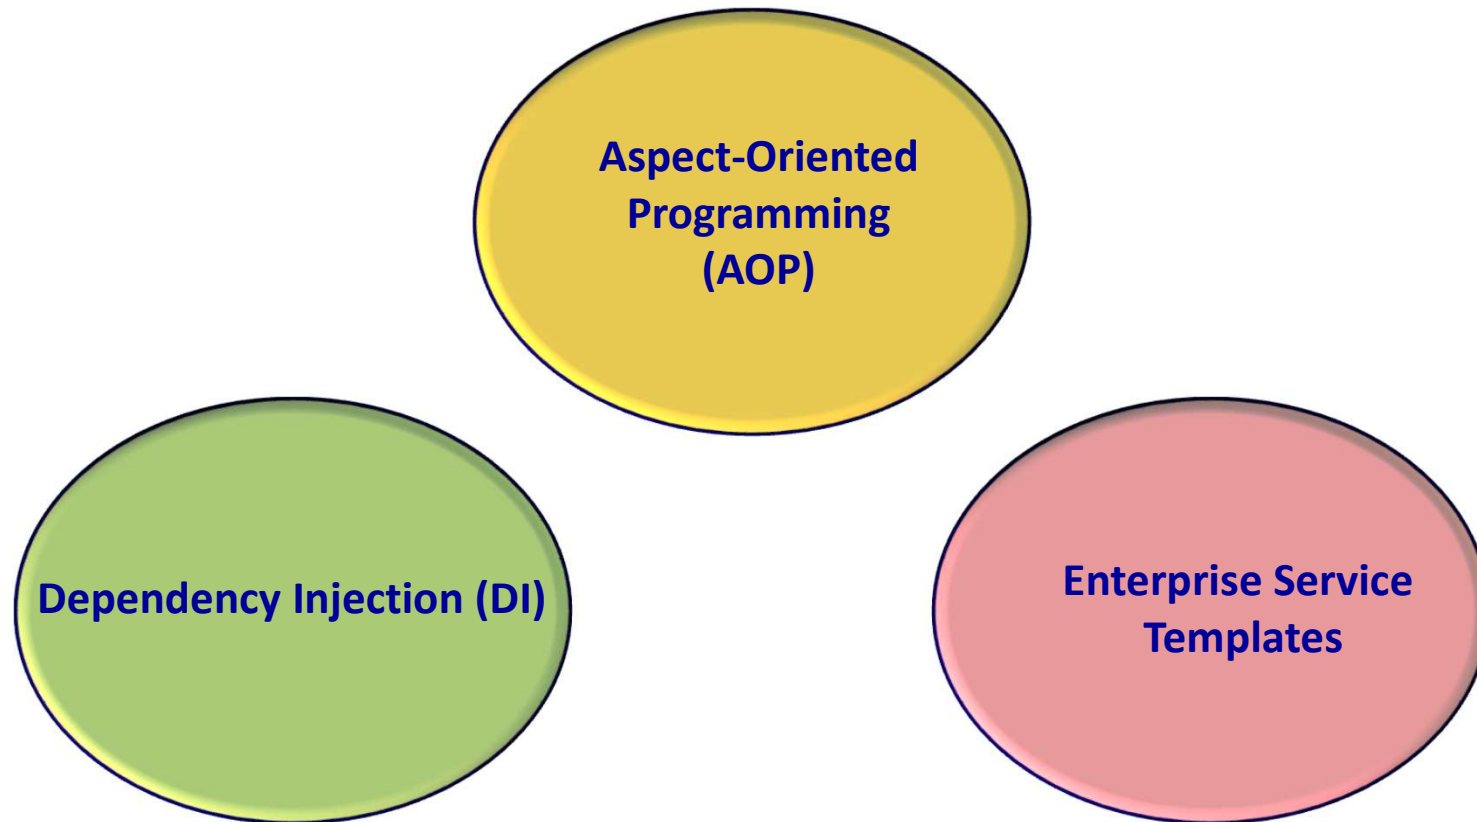 Aspect-Oriented
Programming
(AOP)
Dependency Injection (DI)
Enterprise Service
Templates